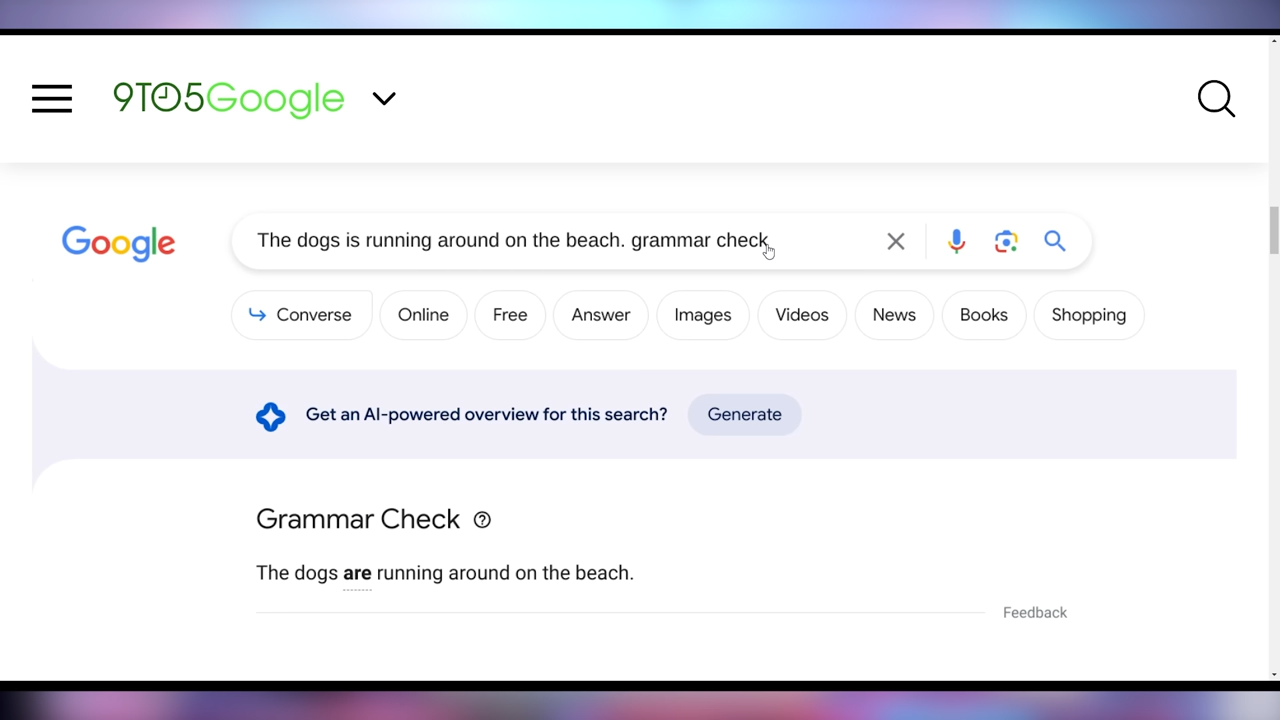 9TO5Google
Google
The dogs is running around on the beach. grammar check
Converse
Online
Free
Answer
Images
Videos
News
Books
Shopping
Get an AI-powered overview for this search?
Generate
Grammar Check
The dogs are running around on the beach.
Feedback